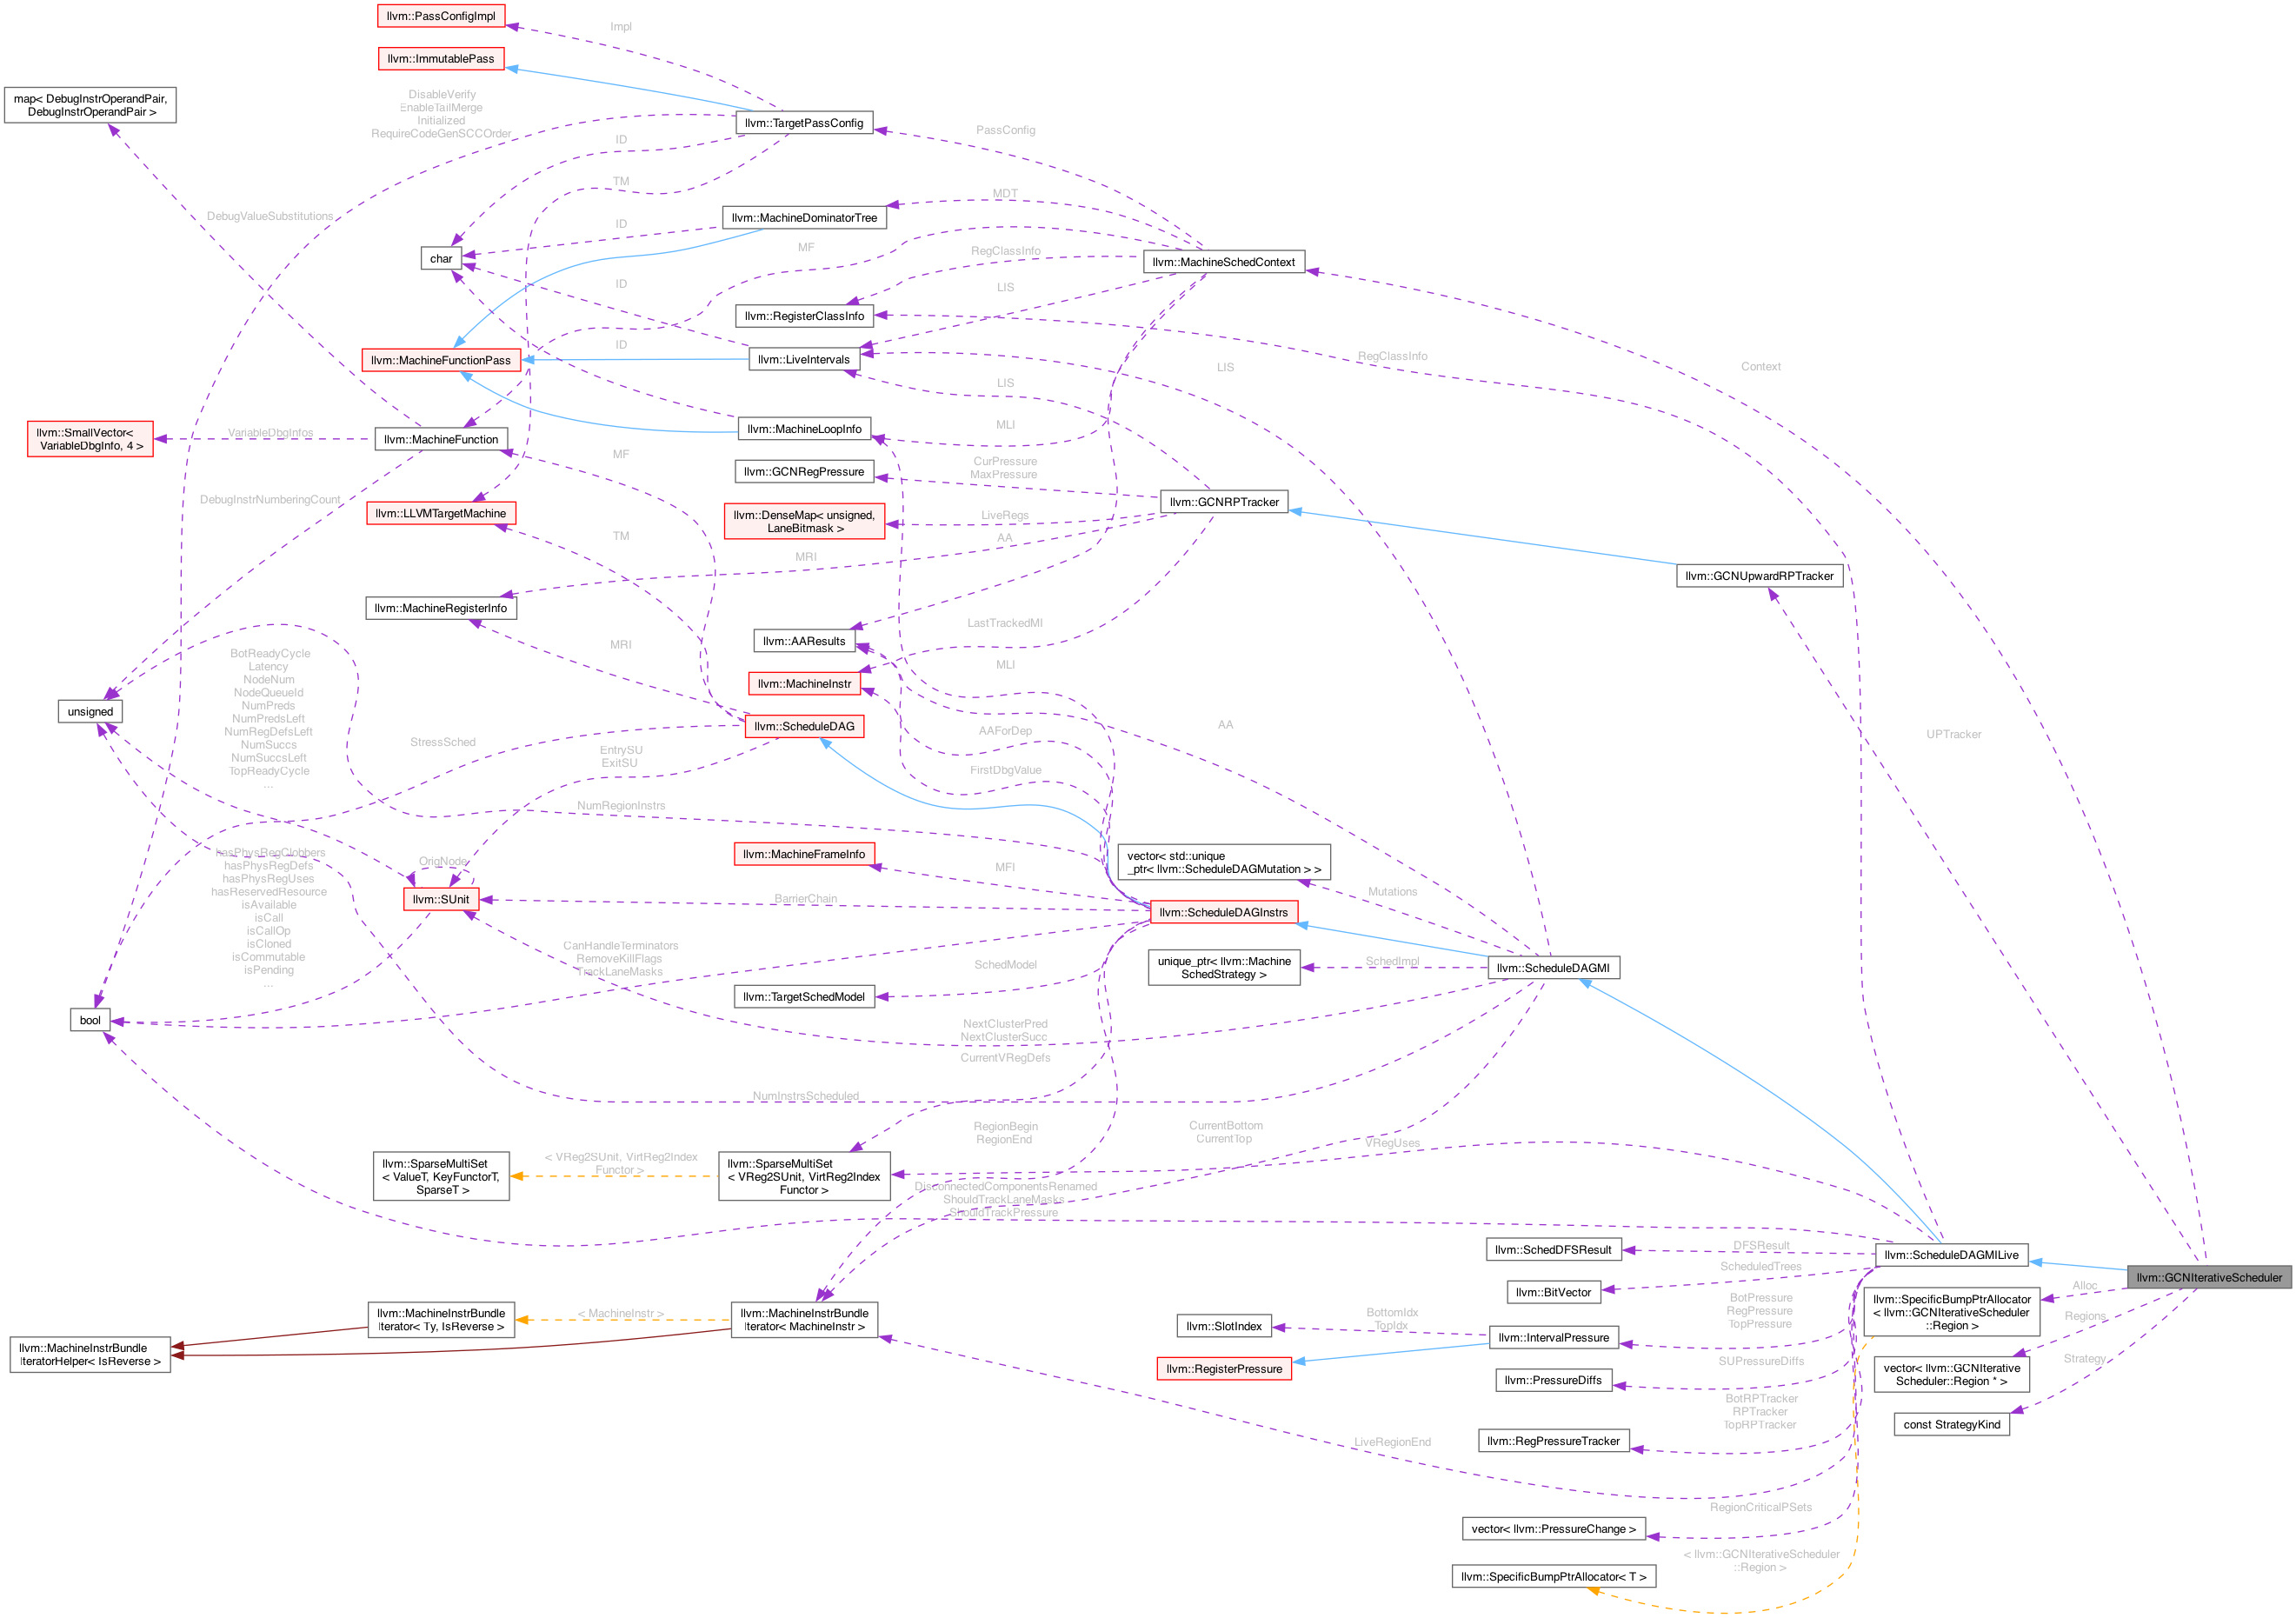 llvm::PassConfigImpl
Impl
llvm::ImmutablePass
map< DebugInstrOperandPair,
DebugInstrOperandPair >
DisableVerify
EnableTailMerge
Initialized
RequireCodeGenSCCOrder
llvm::TargetPassConfig
PassConfig
ID
TM
MDT
DebugValueSubstitutions
llvm::MachineDominatorTree
ID
char
MF
RegClassInfo
llvm::MachineSchedContext
ID
LIS
llvm::RegisterClassInfo
ID
llvm::MachineFunctionPass
llvm::LiveIntervals
RegClassInfo
LIS
Context
LIS
llvm::SmallVector<
VariableDbgInfo, 4 >
VariableDbgInfos
llvm::MachineFunction
llvm::MachineLoopInfo
MLI
MF
llvm::GCNRegPressure
CurPressure
MaxPressure
DebugInstrNumberingCount
llvm::LLVMTargetMachine
llvm::DenseMap< unsigned,
LaneBitmask >
LiveRegs
llvm::GCNRPTracker
TM
AA
MRI
llvm::GCNUpwardRPTracker
llvm::MachineRegisterInfo
llvm::AAResults
LastTrackedMI
MRI
MLI
BotReadyCycle
Latency
NodeNum
NodeQueueId
NumPreds
NumPredsLeft
NumRegDefsLeft
NumSuccs
NumSuccsLeft
TopReadyCycle
...
llvm::MachineInstr
unsigned
llvm::ScheduleDAG
StressSched
EntrySU
ExitSU
AAForDep
AA
UPTracker
FirstDbgValue
NumRegionInstrs
hasPhysRegClobbers
hasPhysRegDefs
hasPhysRegUses
hasReservedResource
isAvailable
isCall
isCallOp
isCloned
isCommutable
isPending
...
OrigNode
llvm::SUnit
llvm::MachineFrameInfo
MFI
vector< std::unique
_ptr< llvm::ScheduleDAGMutation > >
BarrierChain
Mutations
llvm::ScheduleDAGInstrs
CanHandleTerminators
RemoveKillFlags
TrackLaneMasks
SchedModel
unique_ptr< llvm::Machine
SchedStrategy >
SchedImpl
llvm::ScheduleDAGMI
llvm::TargetSchedModel
bool
NextClusterPred
NextClusterSucc
CurrentVRegDefs
NumInstrsScheduled
RegionBegin
RegionEnd
CurrentBottom
CurrentTop
VRegUses
llvm::SparseMultiSet
< ValueT, KeyFunctorT,
SparseT >
< VReg2SUnit, VirtReg2Index
Functor >
llvm::SparseMultiSet
< VReg2SUnit, VirtReg2Index
Functor >
DisconnectedComponentsRenamed
ShouldTrackLaneMasks
ShouldTrackPressure
llvm::SchedDFSResult
DFSResult
llvm::ScheduleDAGMILive
ScheduledTrees
llvm::GCNIterativeScheduler
llvm::BitVector
Alloc
llvm::SpecificBumpPtrAllocator
< llvm::GCNIterativeScheduler
::Region >
BotPressure
RegPressure
TopPressure
llvm::MachineInstrBundle
Iterator< Ty, IsReverse >
< MachineInstr >
llvm::MachineInstrBundle
Iterator< MachineInstr >
llvm::SlotIndex
BottomIdx
TopIdx
llvm::IntervalPressure
Regions
llvm::MachineInstrBundle
IteratorHelper< IsReverse >
llvm::RegisterPressure
SUPressureDiffs
Strategy
llvm::PressureDiffs
vector< llvm::GCNIterative
Scheduler::Region * >
BotRPTracker
RPTracker
TopRPTracker
const StrategyKind
llvm::RegPressureTracker
LiveRegionEnd
RegionCriticalPSets
vector< llvm::PressureChange >
< llvm::GCNIterativeScheduler
::Region >
llvm::SpecificBumpPtrAllocator< T >